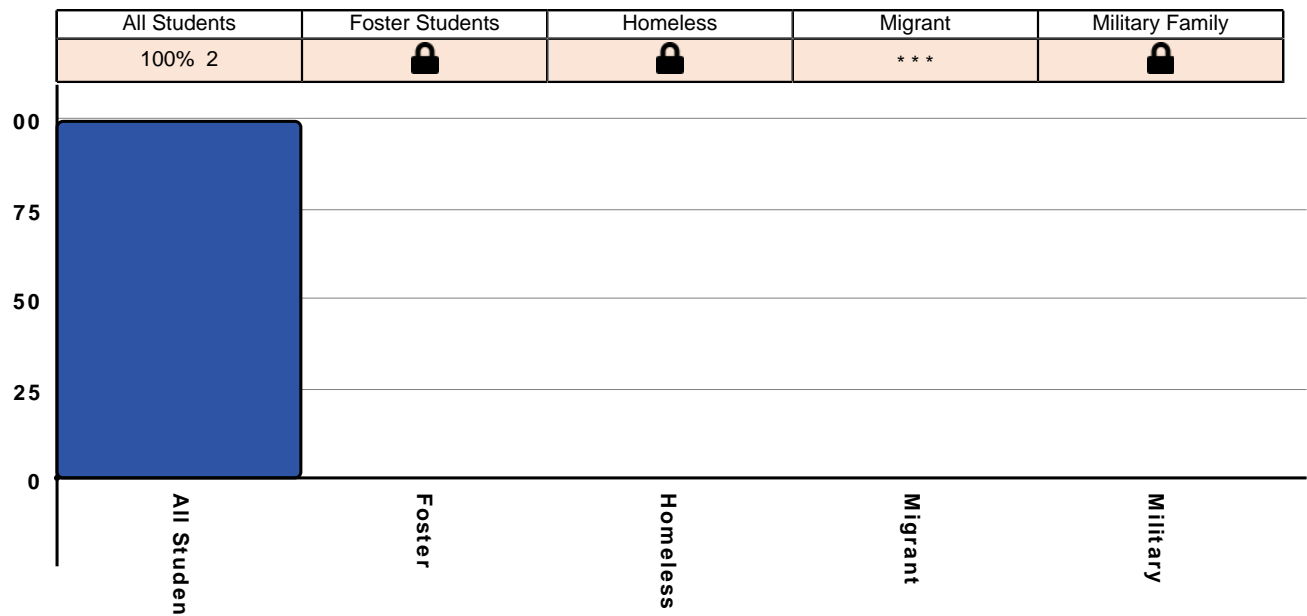 All Students Foster Students Homeless Migrant Military Family
100% 2 * * *
00
75
50
25
0
All Studen
Foster
Homeless
Migrant
Military